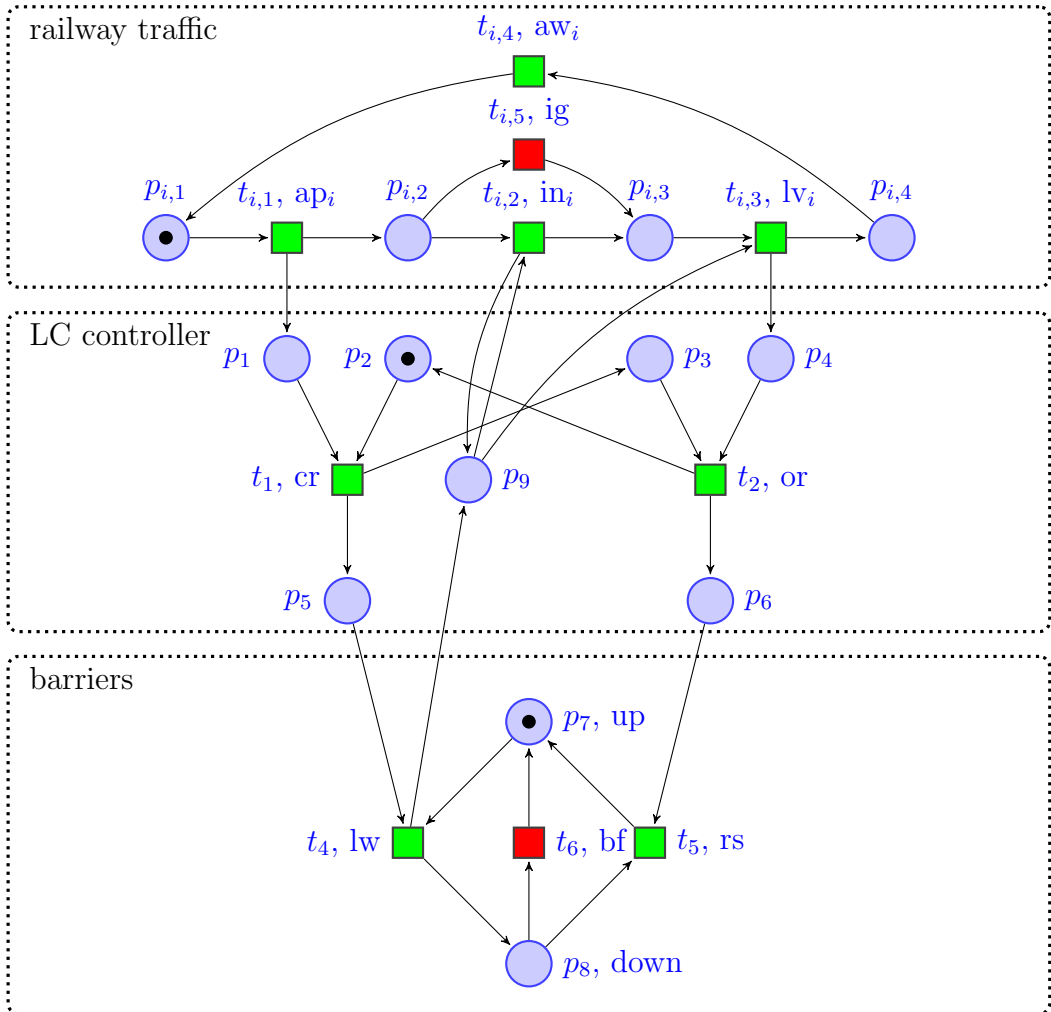 railway traffic
t_{i,4}, aw_i
t_{i,5}, ig
p_{i,1}
t_{i,1}, ap_i
p_{i,2}
t_{i,2}, in_i
p_{i,3}
t_{i,3}, lv_i
p_{i,4}
LC controller
p_1
p_2
p_3
p_4
t_1, cr
p_9
t_2, or
p_5
p_6
barriers
p_7, up
t_4, lw
t_6, bf
t_5, rs
p_8, down